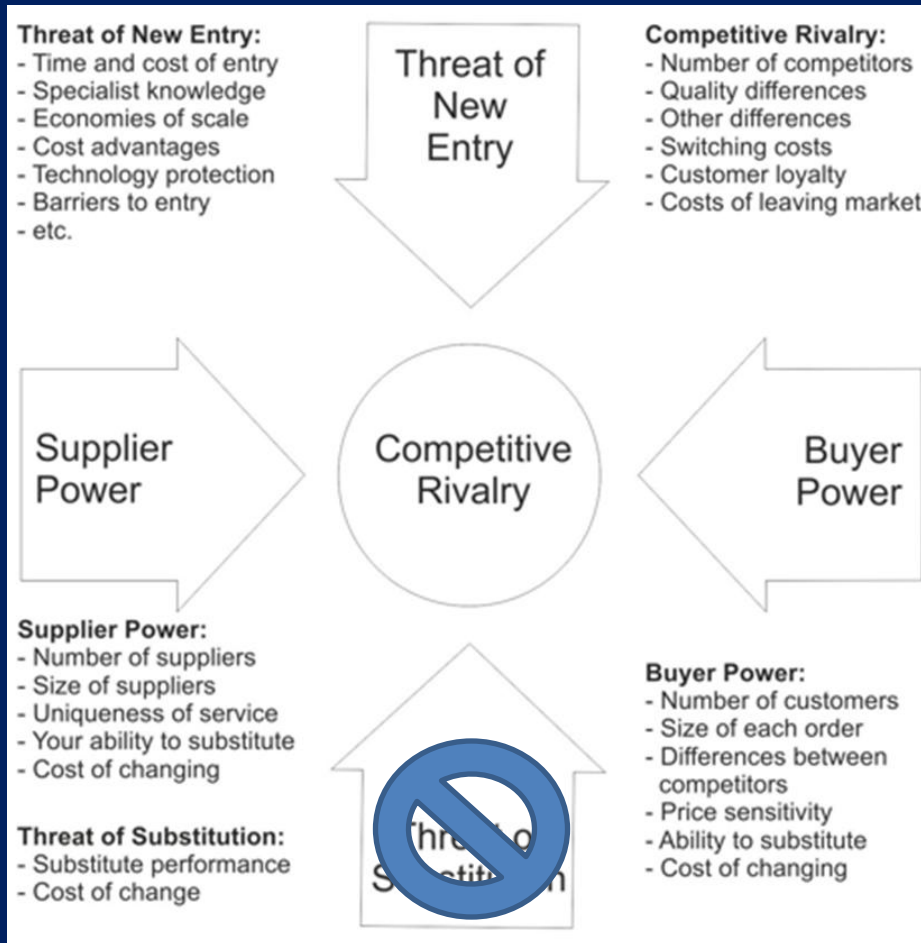 Threat of New Entry:
- Time and cost of entry
- Specialist knowledge
- Economies of scale
- Cost advantages
- Technology protection
- Barriers to entry
- etc.
Threat of
New
Entry
Competitive Rivalry:
- Number of competitors
- Quality differences
- Other differences
- Switching costs
- Customer loyalty
- Costs of leaving market
Supplier
Power
Competitive
Rivalry
Buyer
Power
Supplier Power:
- Number of suppliers
- Size of suppliers
- Uniqueness of service
- Your ability to substitute
- Cost of changing
Threat of Substitution:
- Substitute performance
- Cost of change
Threat of
Substitution
Buyer Power:
- Number of customers
- Size of each order
- Differences between
competitors
- Price sensitivity
- Ability to substitute
- Cost of changing